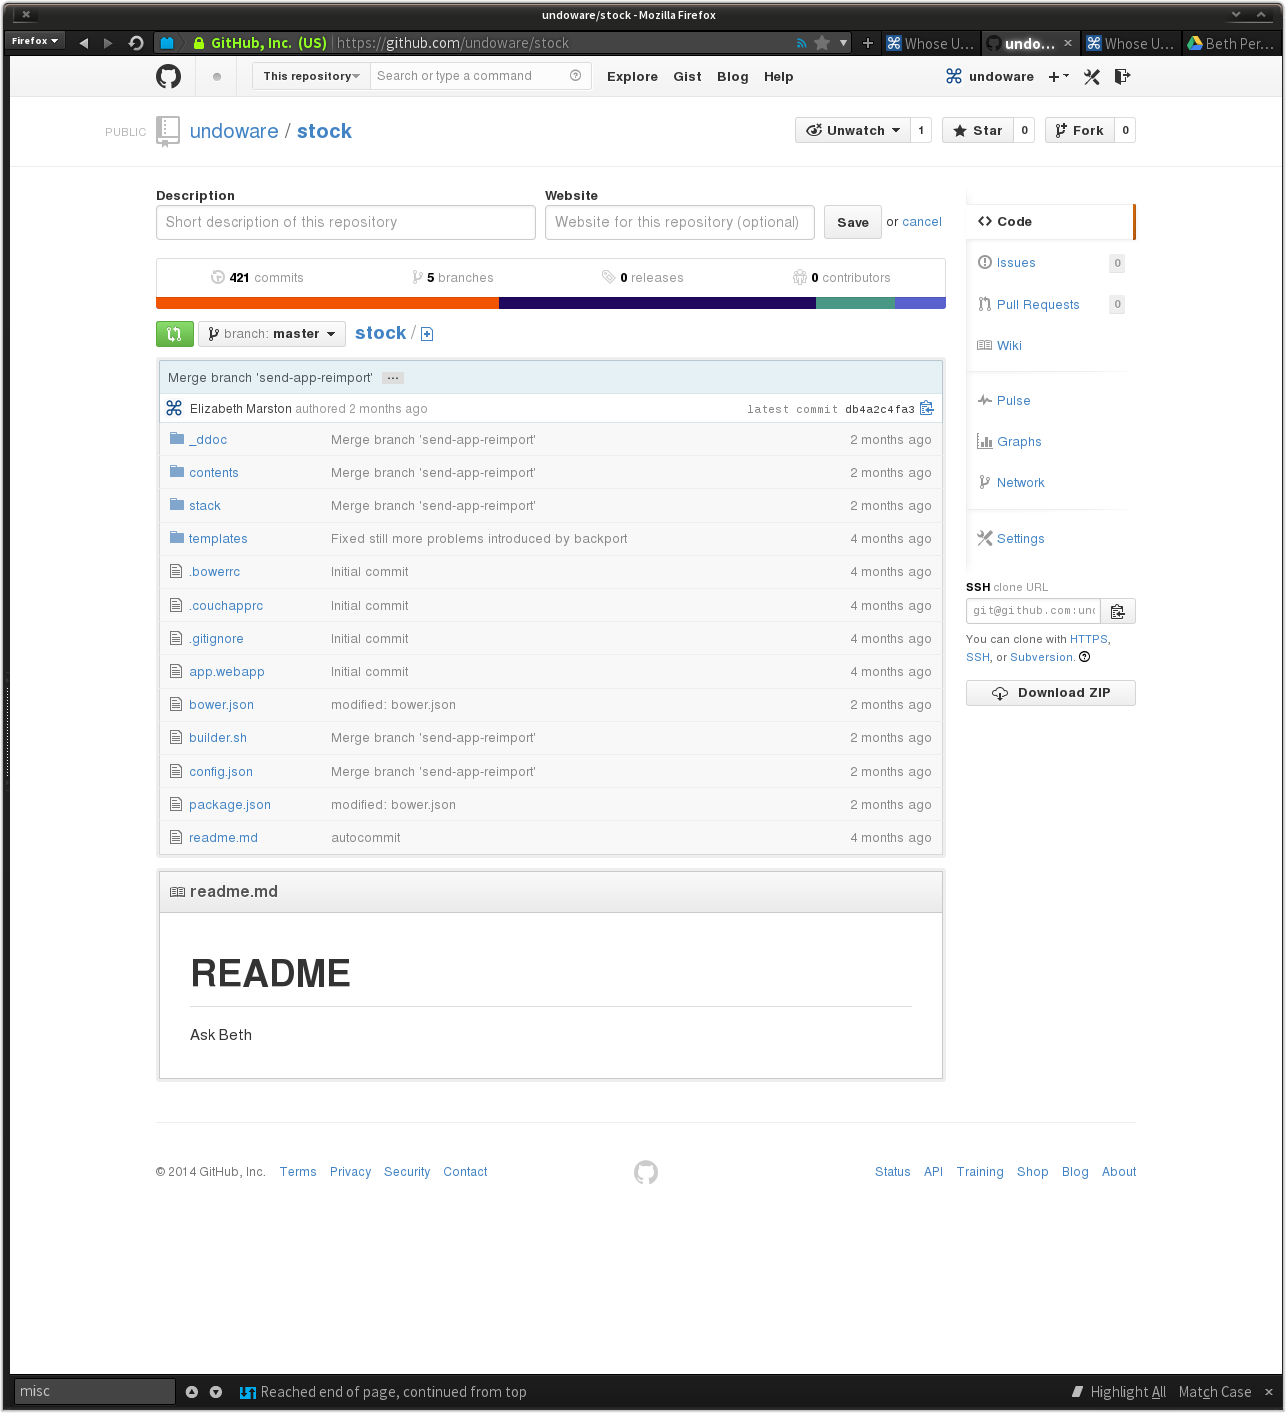 undoware/stock - Mozilla Firefox
Firefox GitHub, Inc. (US) https://github.com/undoware/stock Whose U... undo... Whose U... Beth Per...
This repository Search or type a command Explore Gist Blog Help undoware
PUBLIC undoware / stock Unwatch 1 Star 0 Fork 0
Description Website
Short description of this repository Website for this repository (optional) Save or cancel
421 commits 5 branches 0 releases 0 contributors
branch: master stock /
Merge branch 'send-app-reimport' ...
Elizabeth Marston authored 2 months ago latest commit db4a2c4fa3
_ddoc Merge branch 'send-app-reimport' 2 months ago
contents Merge branch 'send-app-reimport' 2 months ago
stack Merge branch 'send-app-reimport' 2 months ago
templates Fixed still more problems introduced by backport 4 months ago
.bowerrc Initial commit 4 months ago
.couchapprc Initial commit 4 months ago
.gitignore Initial commit 4 months ago
app.webapp Initial commit 4 months ago
bower.json modified: bower.json 2 months ago
builder.sh Merge branch 'send-app-reimport' 2 months ago
config.json Merge branch 'send-app-reimport' 2 months ago
package.json modified: bower.json 2 months ago
readme.md autocommit 4 months ago
readme.md
README
Ask Beth
Code
Issues 0
Pull Requests 0
Wiki
Pulse
Graphs
Network
Settings
SSH clone URL
git@github.com:und
You can clone with HTTPS,
SSH, or Subversion.
Download ZIP
© 2014 GitHub, Inc. Terms Privacy Security Contact Status API Training Shop Blog About
misc Reached end of page, continued from top Highlight All Match Case